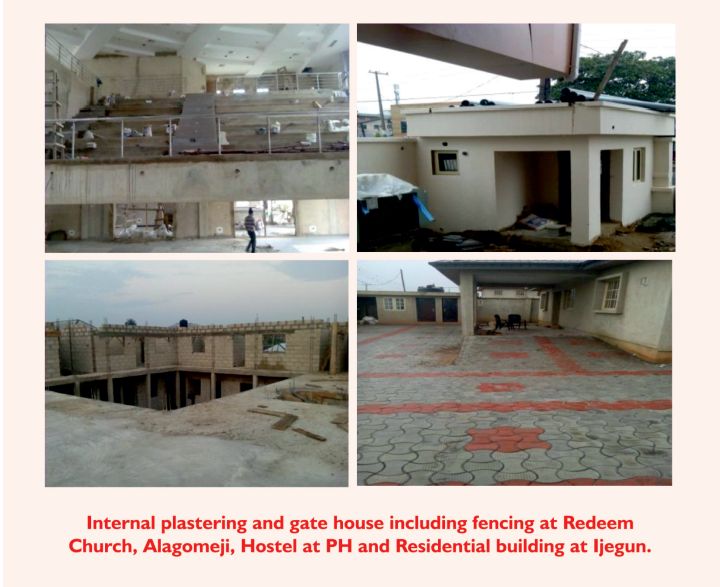 Internal plastering and gate house including fencing at Redeem
Church, Alagomeji, Hostel at PH and Residential building at Ijegun.